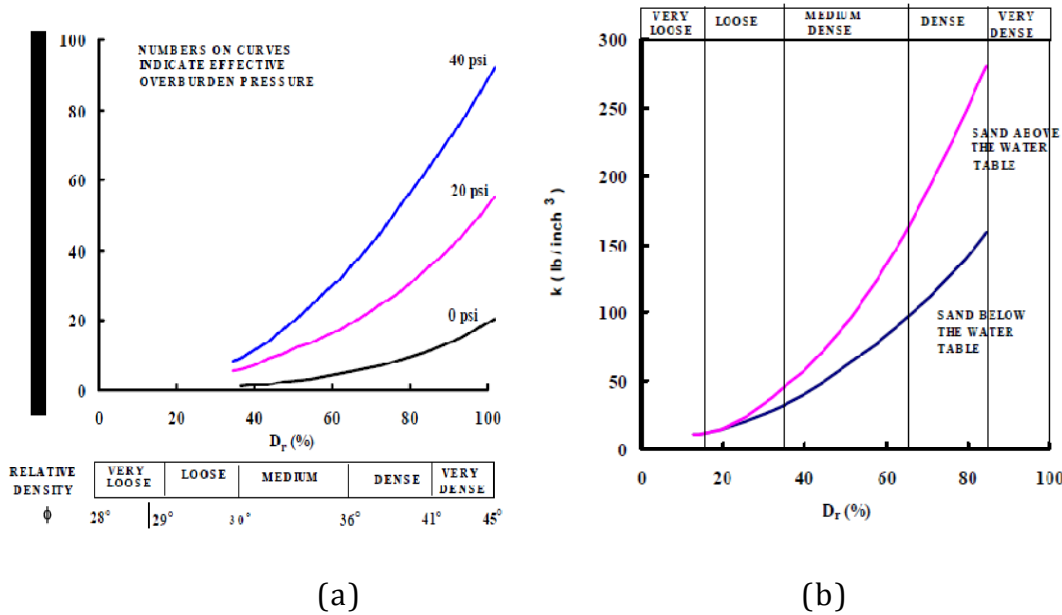 NUMBERS ON CURVES
INDICATE EFFECTIVE
OVERBURDEN PRESSURE
100
80
60
40
20
0
40 psi
20 psi
0 psi
0 20 40 60 80 100
Dr (%)
RELATIVE DENSITY
VERY LOOSE
LOOSE
MEDIUM
DENSE
VERY DENSE
ϕ 28° 29° 30° 36° 41° 45°
(a)
VERY LOOSE
LOOSE
MEDIUM DENSE
DENSE
VERY DENSE
300
250
200
150
100
50
0
k ( lb / inch ³ )
SAND ABOVE
THE WATER
TABLE
SAND BELOW
THE WATER
TABLE
0 20 40 60 80 100
Dr (%)
(b)